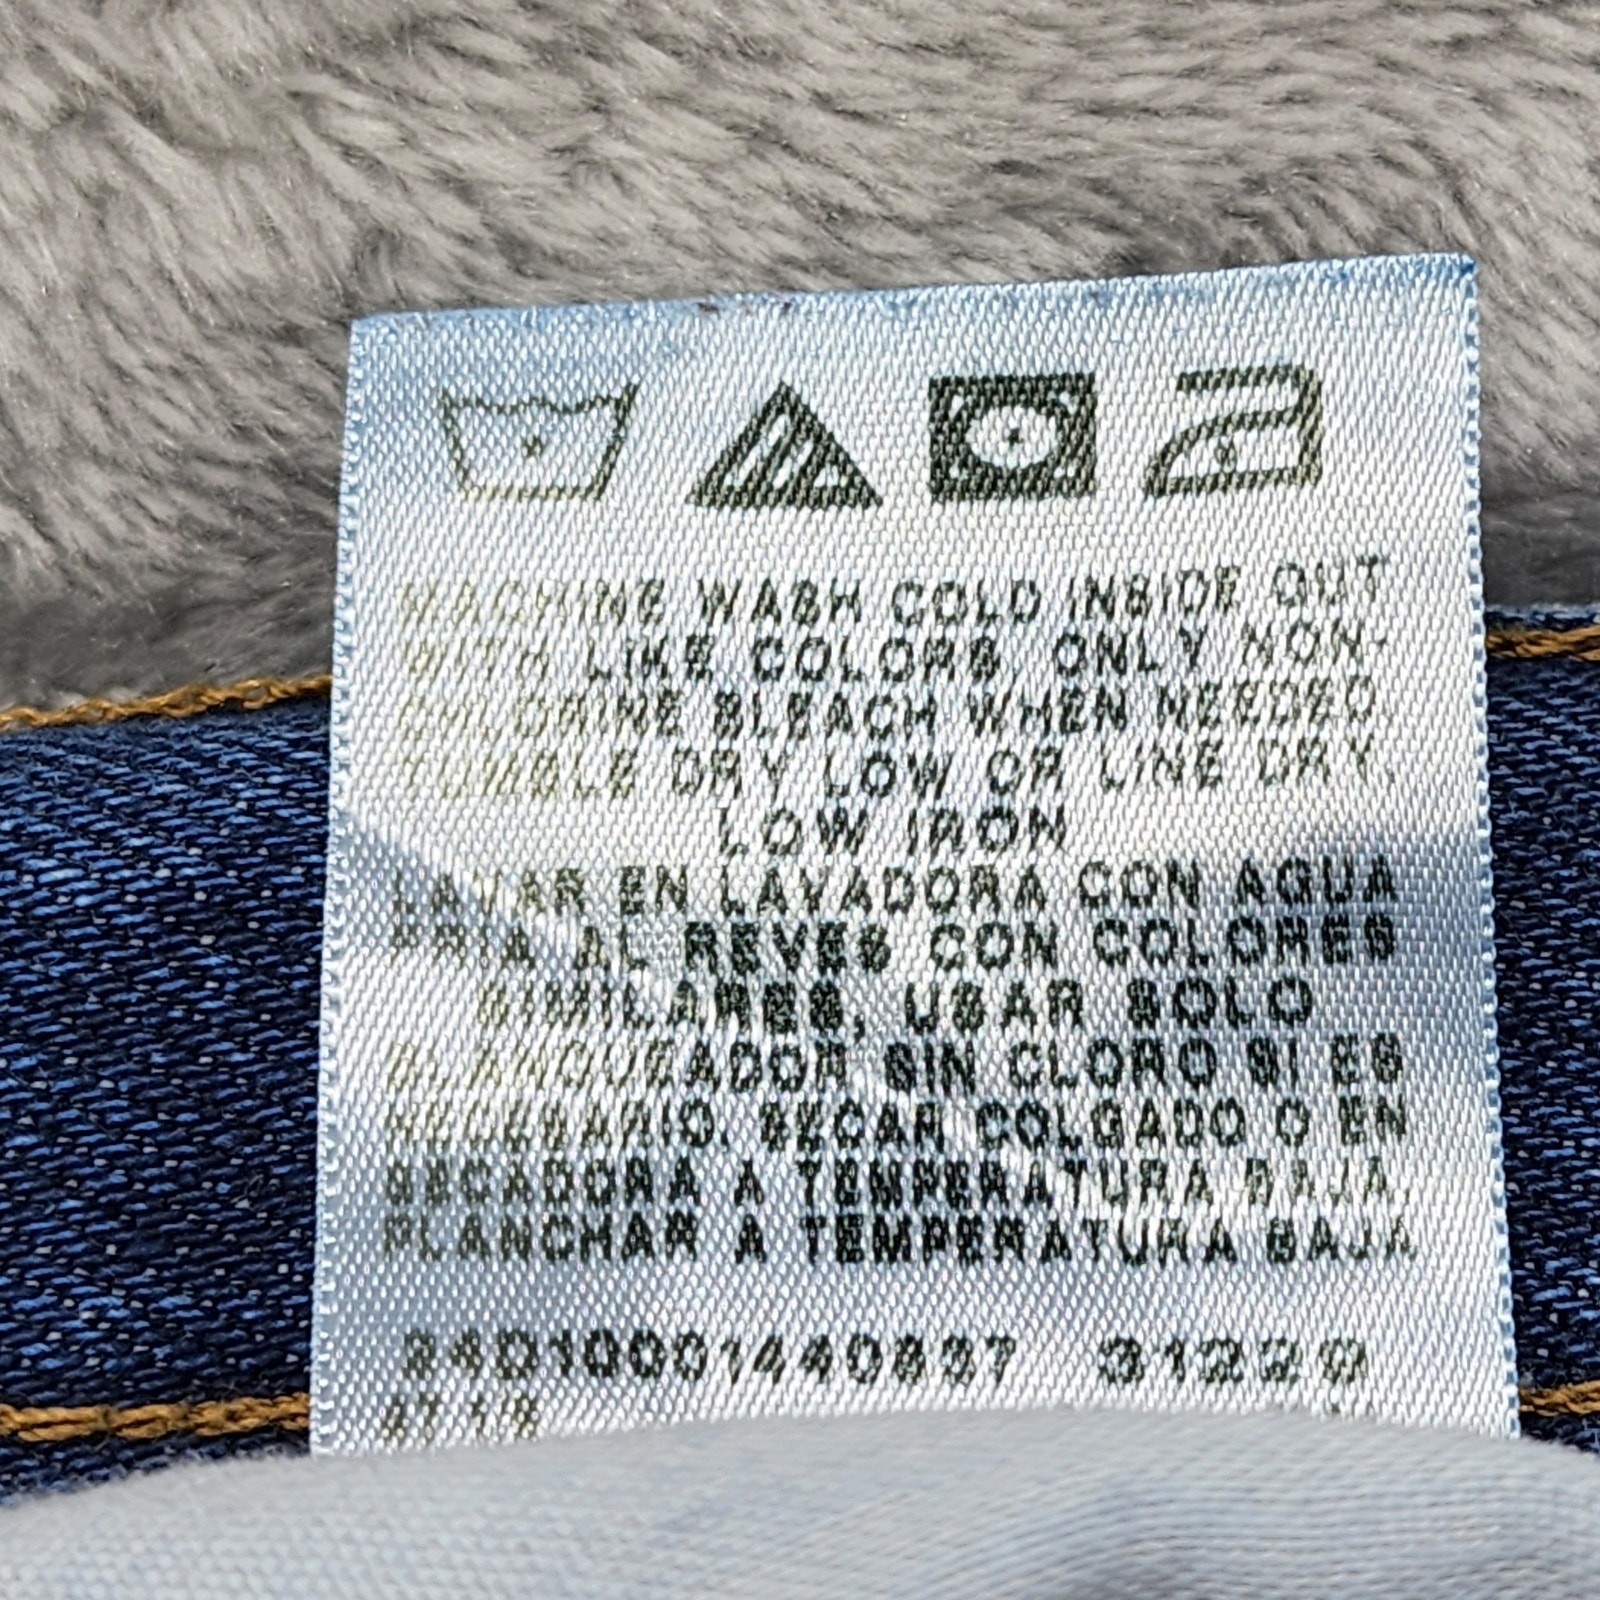 MACHINE WASH COLD INSIDE OUT
WITH LIKE COLORS, ONLY NON-
CHLORINE BLEACH WHEN NEEDED.
TUMBLE DRY LOW OR LINE DRY.
LOW IRON
LAVAR EN LAVADORA CON AGUA
FRIA AL REVES CON COLORES
SIMILARES, USAR SOLO
BLANQUEADOR SIN CLORO SI ES
NECESARIO. SECAR COLGADO O EN
SECADORA A TEMPERATURA BAJA.
PLANCHAR A TEMPERATURA BAJA